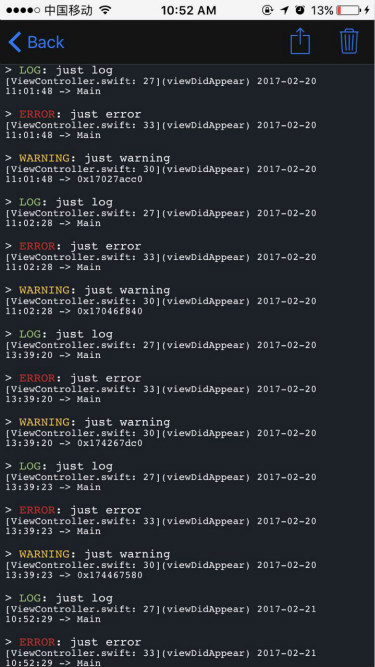 中国移动 10:52 AM 13%
Back
> LOG: just log
[ViewController.swift: 27](viewDidAppear) 2017-02-20
11:01:48 -> Main
> ERROR: just error
[ViewController.swift: 33](viewDidAppear) 2017-02-20
11:01:48 -> Main
> WARNING: just warning
[ViewController.swift: 30](viewDidAppear) 2017-02-20
11:01:48 -> 0x17027acc0
> LOG: just log
[ViewController.swift: 27](viewDidAppear) 2017-02-20
11:02:28 -> Main
> ERROR: just error
[ViewController.swift: 33](viewDidAppear) 2017-02-20
11:02:28 -> Main
> WARNING: just warning
[ViewController.swift: 30](viewDidAppear) 2017-02-20
11:02:28 -> 0x17046f840
> LOG: just log
[ViewController.swift: 27](viewDidAppear) 2017-02-20
13:39:20 -> Main
> ERROR: just error
[ViewController.swift: 33](viewDidAppear) 2017-02-20
13:39:20 -> Main
> WARNING: just warning
[ViewController.swift: 30](viewDidAppear) 2017-02-20
13:39:20 -> 0x174267dc0
> LOG: just log
[ViewController.swift: 27](viewDidAppear) 2017-02-20
13:39:23 -> Main
> ERROR: just error
[ViewController.swift: 33](viewDidAppear) 2017-02-20
13:39:23 -> Main
> WARNING: just warning
[ViewController.swift: 30](viewDidAppear) 2017-02-20
13:39:23 -> 0x174467580
> LOG: just log
[ViewController.swift: 27](viewDidAppear) 2017-02-21
10:52:29 -> Main
> ERROR: just error
[ViewController.swift: 33](viewDidAppear) 2017-02-21
10:52:29 -> Main